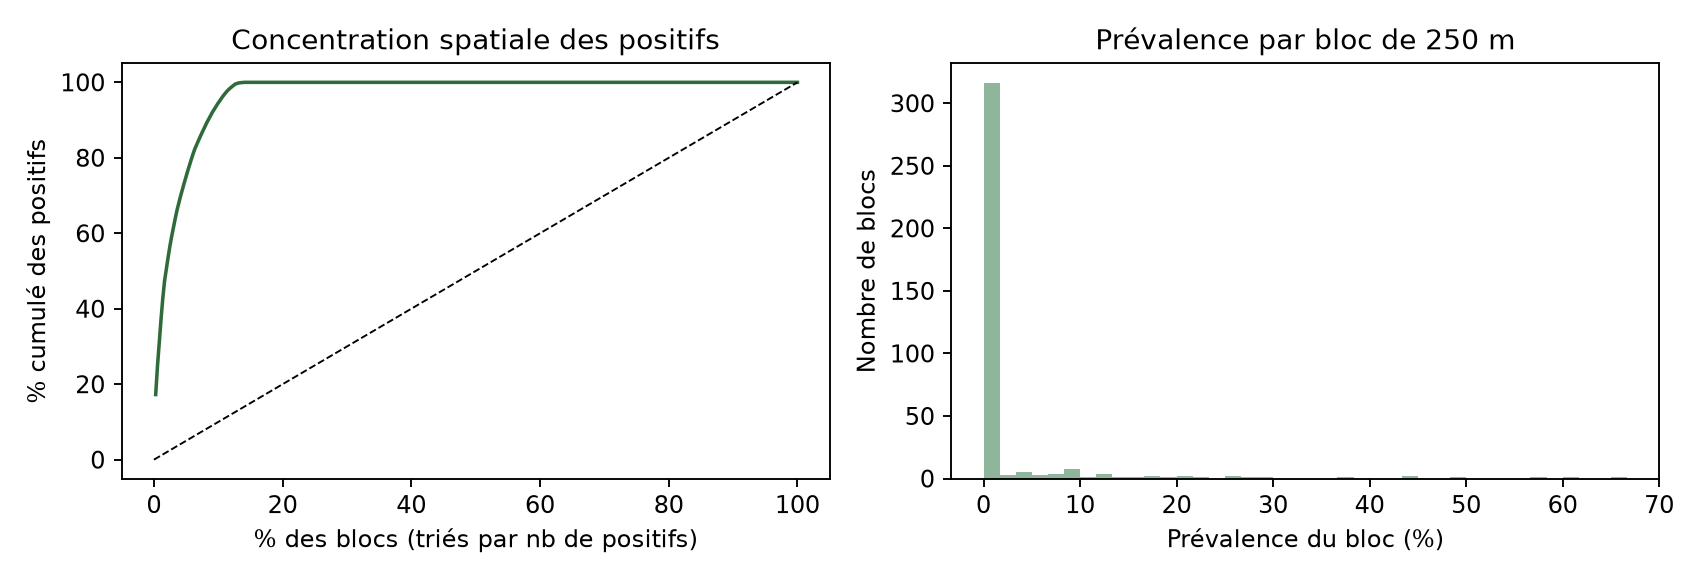 Concentration spatiale des positifs
% cumulé des positifs
100
80
60
40
20
0
0 20 40 60 80 100
% des blocs (triés par nb de positifs)
Prévalence par bloc de 250 m
Nombre de blocs
300
250
200
150
100
50
0
0 10 20 30 40 50 60 70
Prévalence du bloc (%)